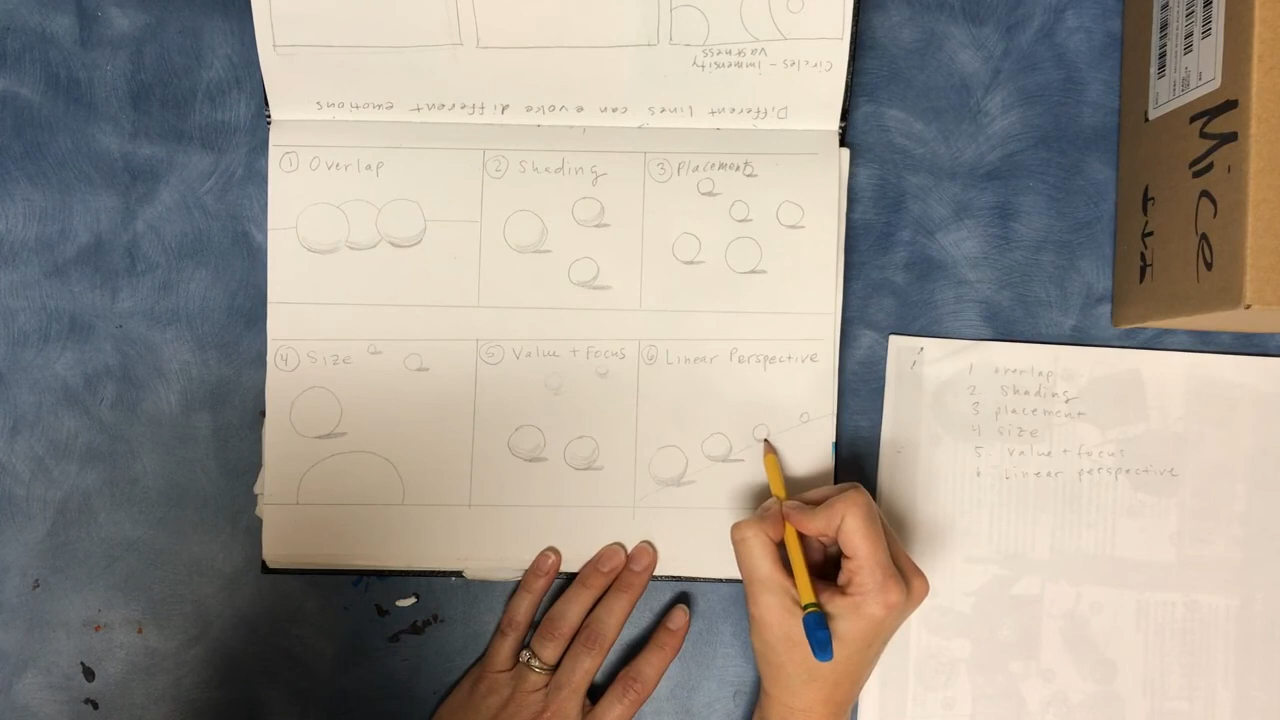 Circles - immensity
vastness
Different lines can evoke different emotions
1 Overlap
2 Shading
3 Placement
4 Size
5 Value + Focus
6 Linear Perspective
Mice
1 overlap
2. Shading
3 placement
4 size
5. Value + focus
6 Linear perspective